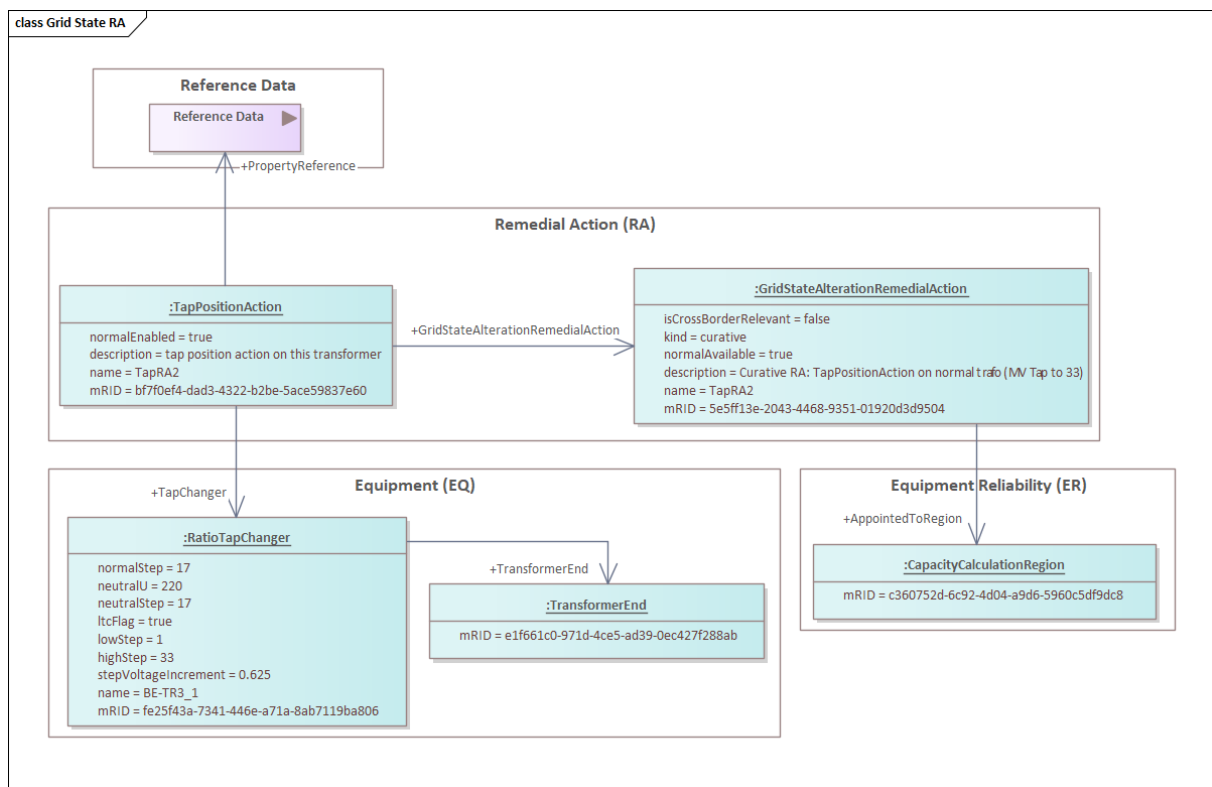 class Grid State RA
Reference Data
Reference Data
+PropertyReference
Remedial Action (RA)
:TapPositionAction
normalEnabled = true
description = tap position action on this transformer
name = TapRA2
mRID = bf7f0ef4-dad3-4322-b2be-5ace59837e60
+GridStateAlterationRemedialAction
:GridStateAlterationRemedialAction
isCrossBorderRelevant = false
kind = curative
normalAvailable = true
description = Curative RA: TapPositionAction on normal trafo (MV Tap to 33)
name = TapRA2
mRID = 5e5ff13e-2043-4468-9351-01920d3d9504
+TapChanger
Equipment (EQ)
:RatioTapChanger
normalStep = 17
neutralU = 220
neutralStep = 17
ltcFlag = true
lowStep = 1
highStep = 33
stepVoltageIncrement = 0.625
name = BE-TR3_1
mRID = fe25f43a-7341-446e-a71a-8ab7119ba806
+TransformerEnd
:TransformerEnd
mRID = e1f661c0-971d-4ce5-ad39-0ec427f288ab
Equipment Reliability (ER)
+AppointedToRegion
:CapacityCalculationRegion
mRID = c360752d-6c92-4d04-a9d6-5960c5df9dc8